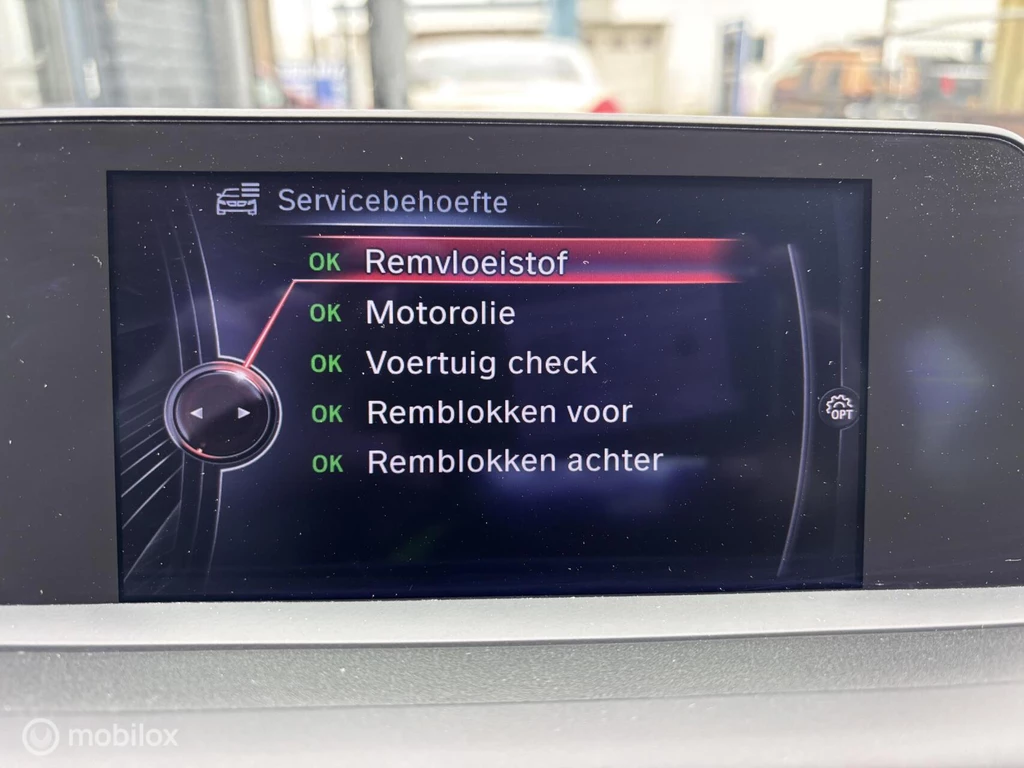 Servicebehoefte
OK Remvloeistof
OK Motorolie
OK Voertuig check
OK Remblokken voor
OK Remblokken achter
OPT
mobilox